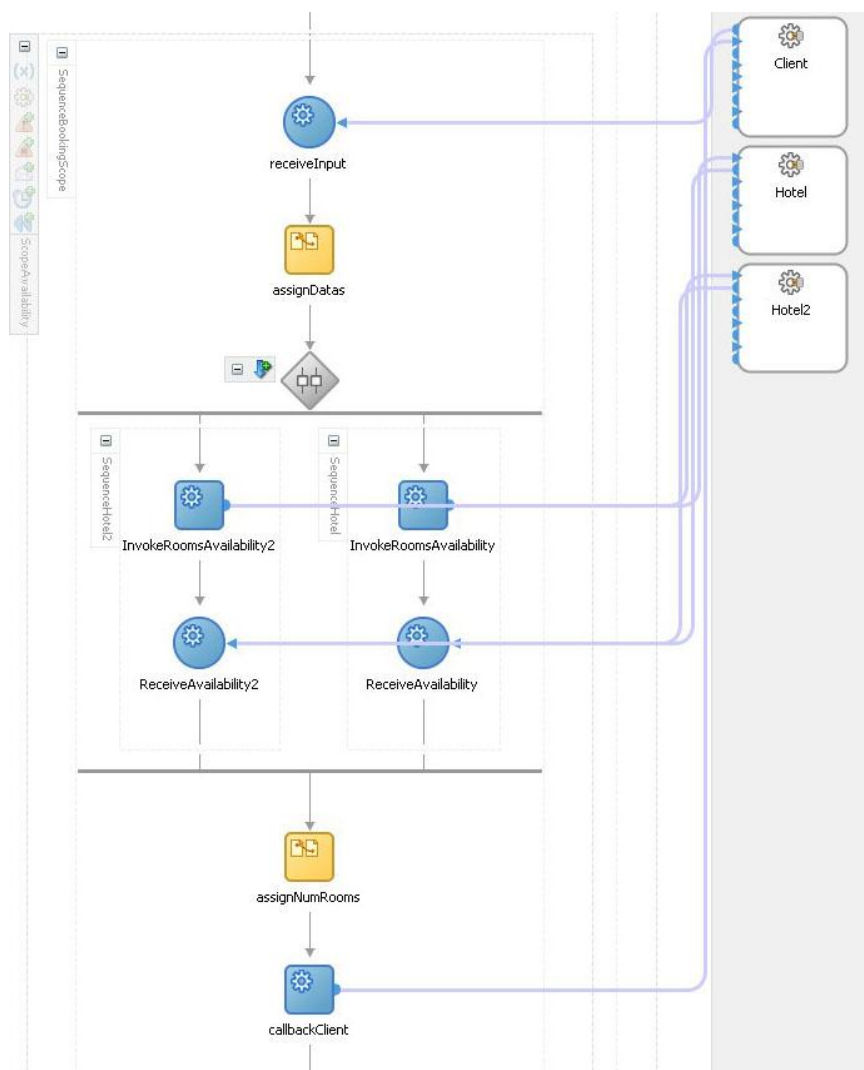 Client
SequenceBookingScope
(x)
receiveInput
Hotel
ScopeAvailability
assignDatas
Hotel2
SequenceHotel2
SequenceHotel
InvokeRoomsAvailability2
InvokeRoomsAvailability
ReceiveAvailability2
ReceiveAvailability
assignNumRooms
callbackClient